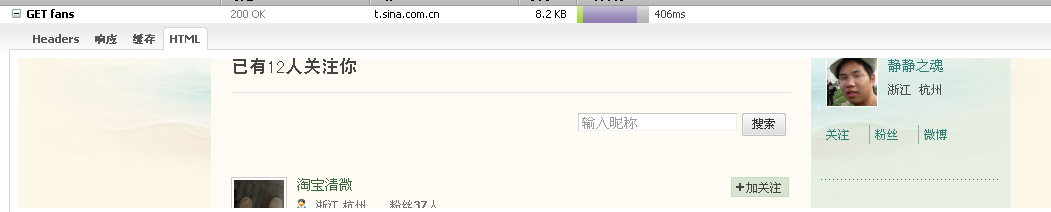 GET fans 200 OK t.sina.com.cn 8.2 KB 406ms
Headers 响应 缓存 HTML
已有12人关注你
输入昵称 搜索
淘宝清微 +加关注
浙江 杭州 粉丝37人
静静之魂
浙江 杭州
关注 粉丝 微博